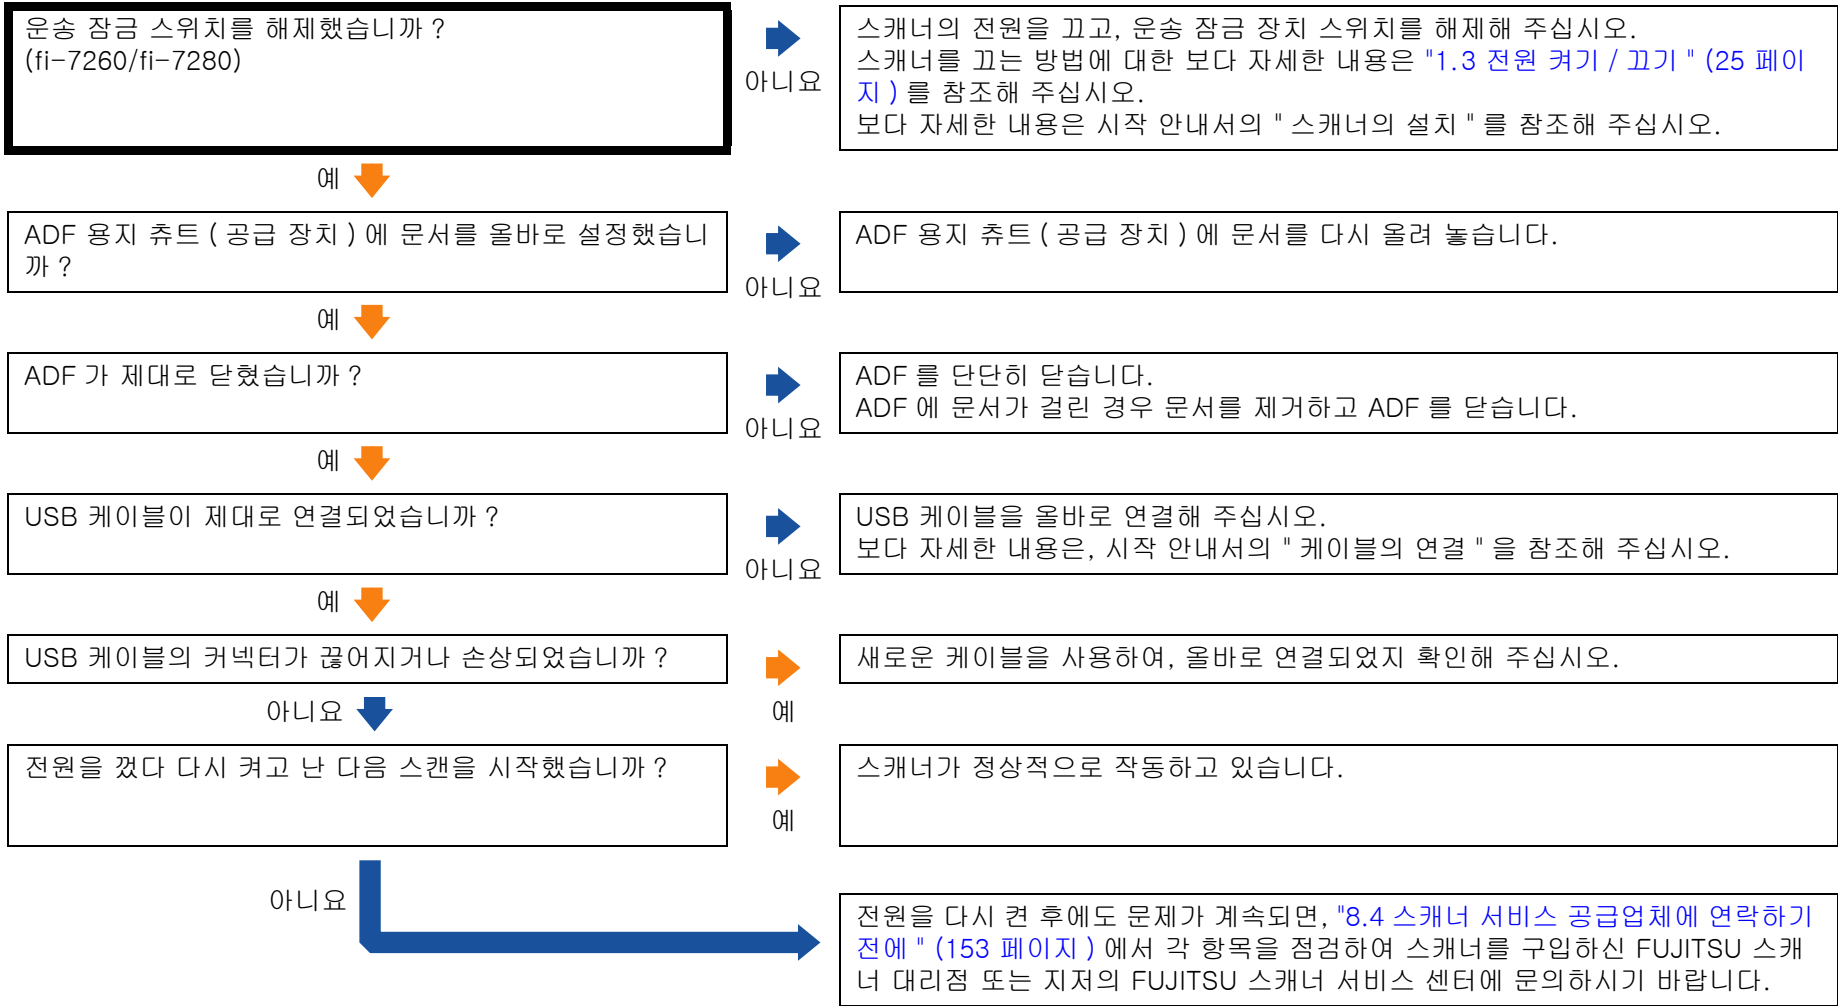 운송 잠금 스위치를 해제했습니까 ?
(fi-7260/fi-7280)
아니요
스캐너의 전원을 끄고, 운송 잠금 장치 스위치를 해제해 주십시오.
스캐너를 끄는 방법에 대한 보다 자세한 내용은 "1.3 전원 켜기 / 끄기 " (25 페이
지 ) 를 참조해 주십시오.
보다 자세한 내용은 시작 안내서의 " 스캐너의 설치 " 를 참조해 주십시오.
예
ADF 용지 츄트 ( 공급 장치 ) 에 문서를 올바로 설정했습니
까 ?
아니요
ADF 용지 츄트 ( 공급 장치 ) 에 문서를 다시 올려 놓습니다.
예
ADF 가 제대로 닫혔습니까 ?
아니요
ADF 를 단단히 닫습니다.
ADF 에 문서가 걸린 경우 문서를 제거하고 ADF 를 닫습니다.
예
USB 케이블이 제대로 연결되었습니까 ?
아니요
USB 케이블을 올바로 연결해 주십시오.
보다 자세한 내용은, 시작 안내서의 " 케이블의 연결 " 을 참조해 주십시오.
예
USB 케이블의 커넥터가 끊어지거나 손상되었습니까 ?
예
새로운 케이블을 사용하여, 올바로 연결되었지 확인해 주십시오.
아니요
전원을 껐다 다시 켜고 난 다음 스캔을 시작했습니까 ?
예
스캐너가 정상적으로 작동하고 있습니다.
아니요
전원을 다시 켠 후에도 문제가 계속되면, "8.4 스캐너 서비스 공급업체에 연락하기
전에 " (153 페이지 ) 에서 각 항목을 점검하여 스캐너를 구입하신 FUJITSU 스캐
너 대리점 또는 지저의 FUJITSU 스캐너 서비스 센터에 문의하시기 바랍니다.